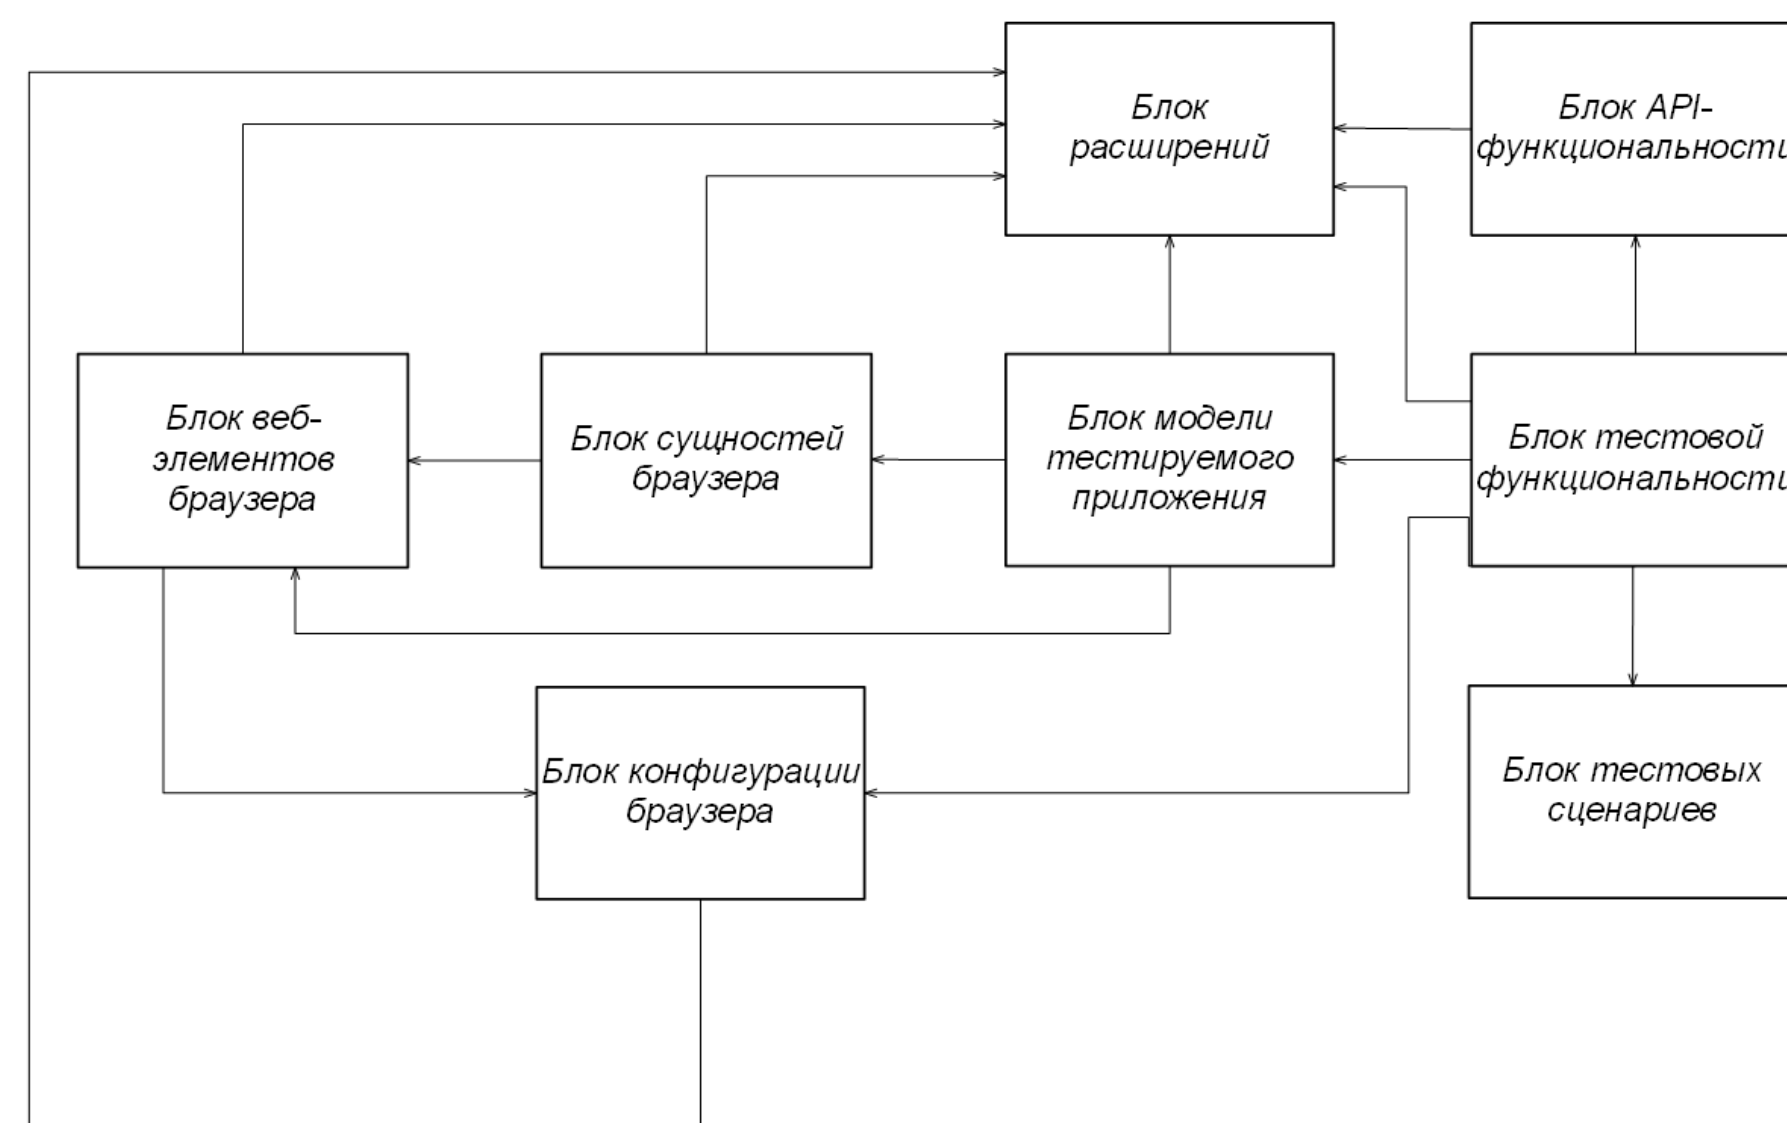 Блок
расширений
Блок API-
функциональности
Блок веб-
элементов
браузера
Блок сущностей
браузера
Блок модели
тестируемого
приложения
Блок тестовой
функциональности
Блок конфигурации
браузера
Блок тестовых
сценариев